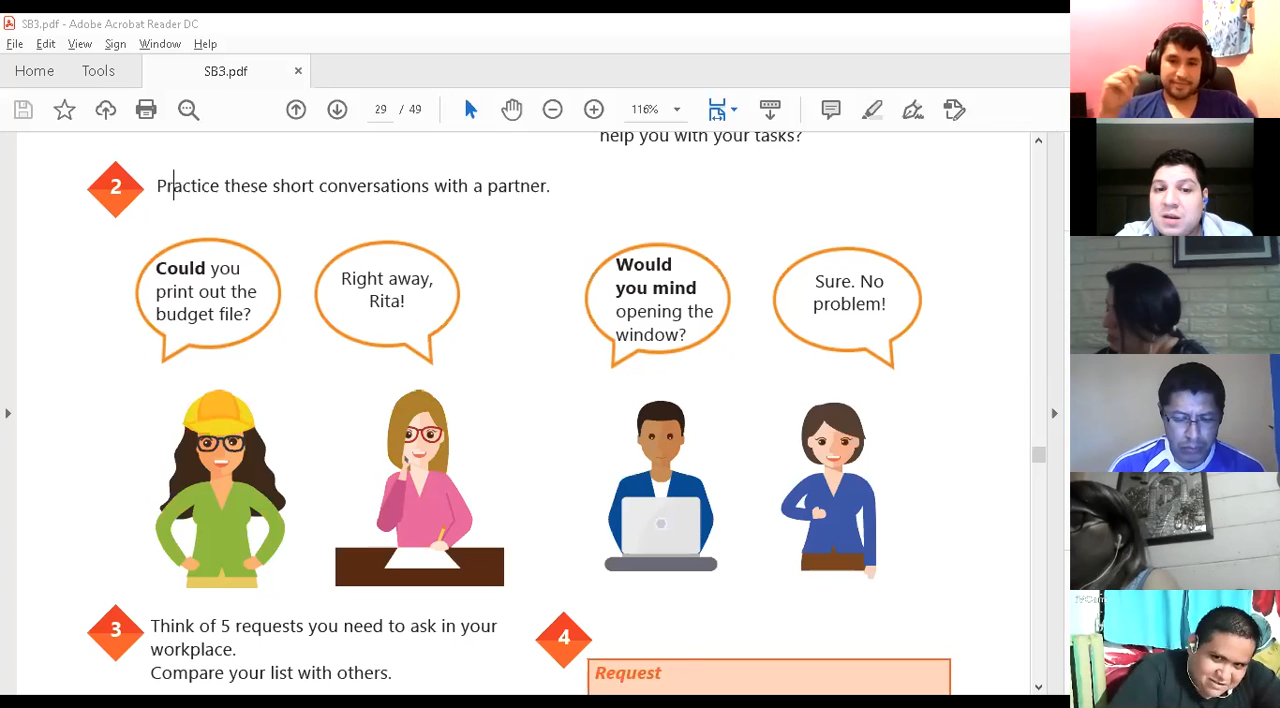 SB3.pdf - Adobe Acrobat Reader DC
File Edit View Sign Window Help
Home Tools SB3.pdf ×
29 / 49 116%
help you with your tasks?
2 Practice these short conversations with a partner.
Could you
print out the
budget file?
Right away,
Rita!
Would
you mind
opening the
window?
Sure. No
problem!
3 Think of 5 requests you need to ask in your
workplace.
Compare your list with others.
4
Request